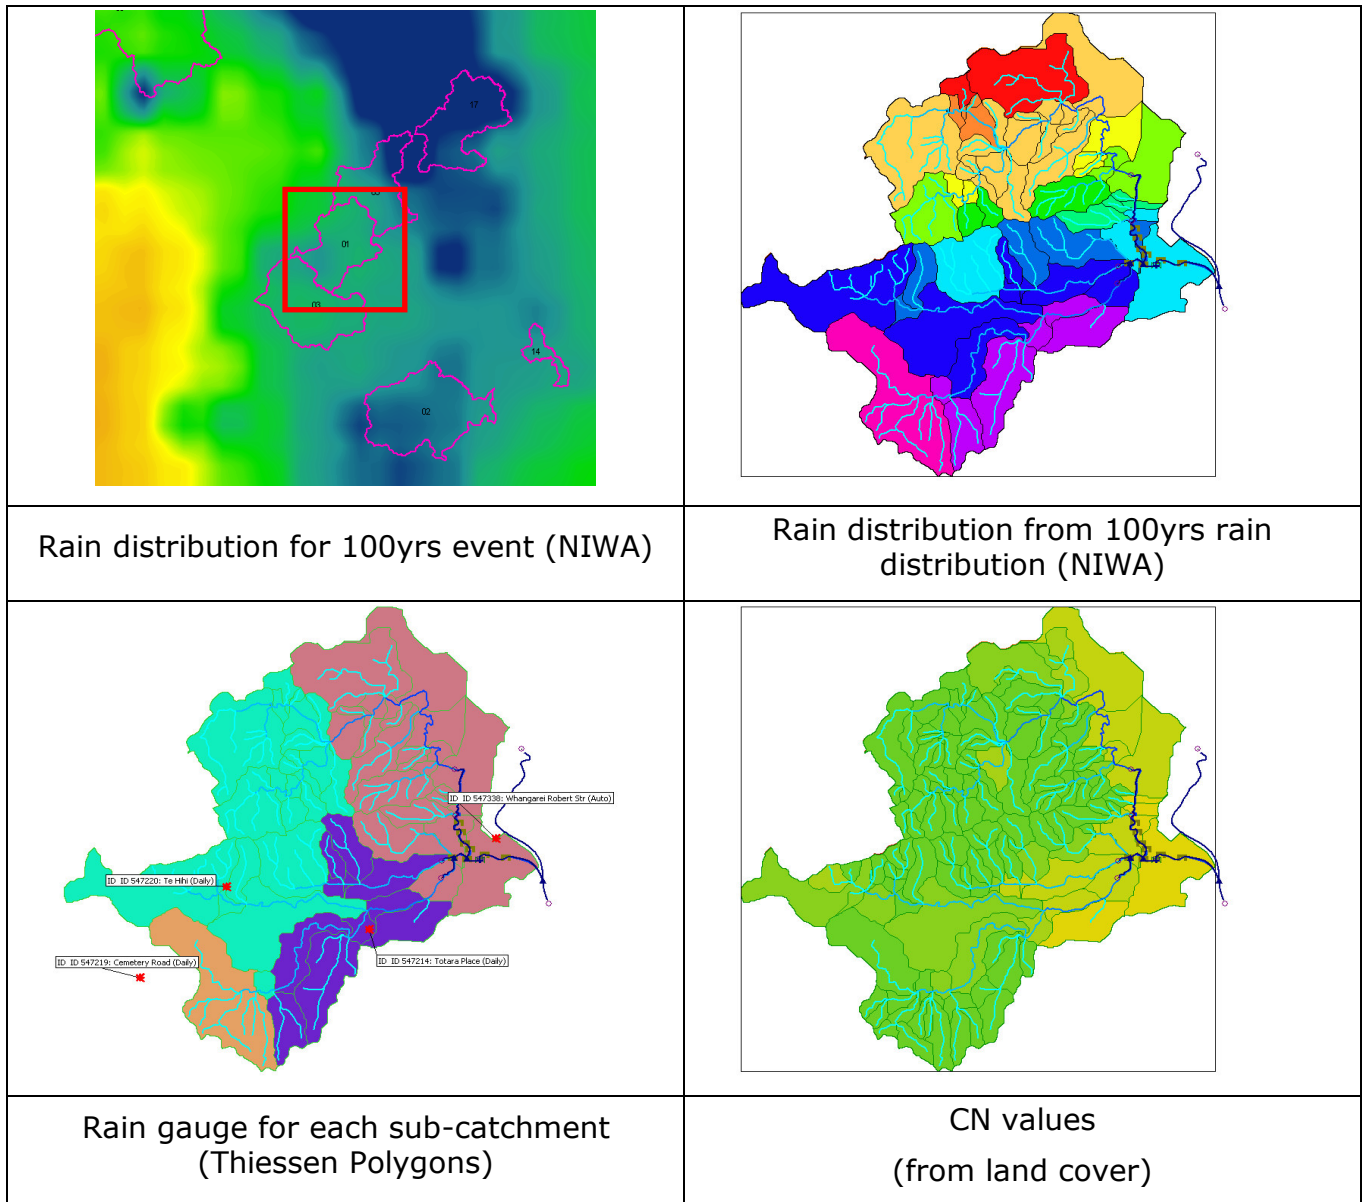 17
05
01
03
14
02
Rain distribution for 100yrs event (NIWA)
Rain distribution from 100yrs rain
distribution (NIWA)
ID ID 547338: Whangarei Robert Str (Auto)
ID ID 547220: Te Hihi (Daily)
ID ID 547219: Cemetery Road (Daily)
ID ID 547214: Totara Place (Daily)
Rain gauge for each sub-catchment
(Thiessen Polygons)
CN values
(from land cover)